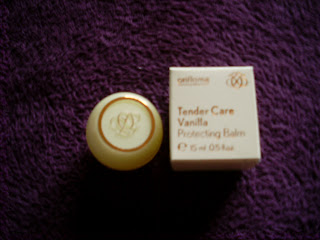 oriflame
Tender Care
Vanilla
Protecting Balm
15 ml 0.5 fl.oz.